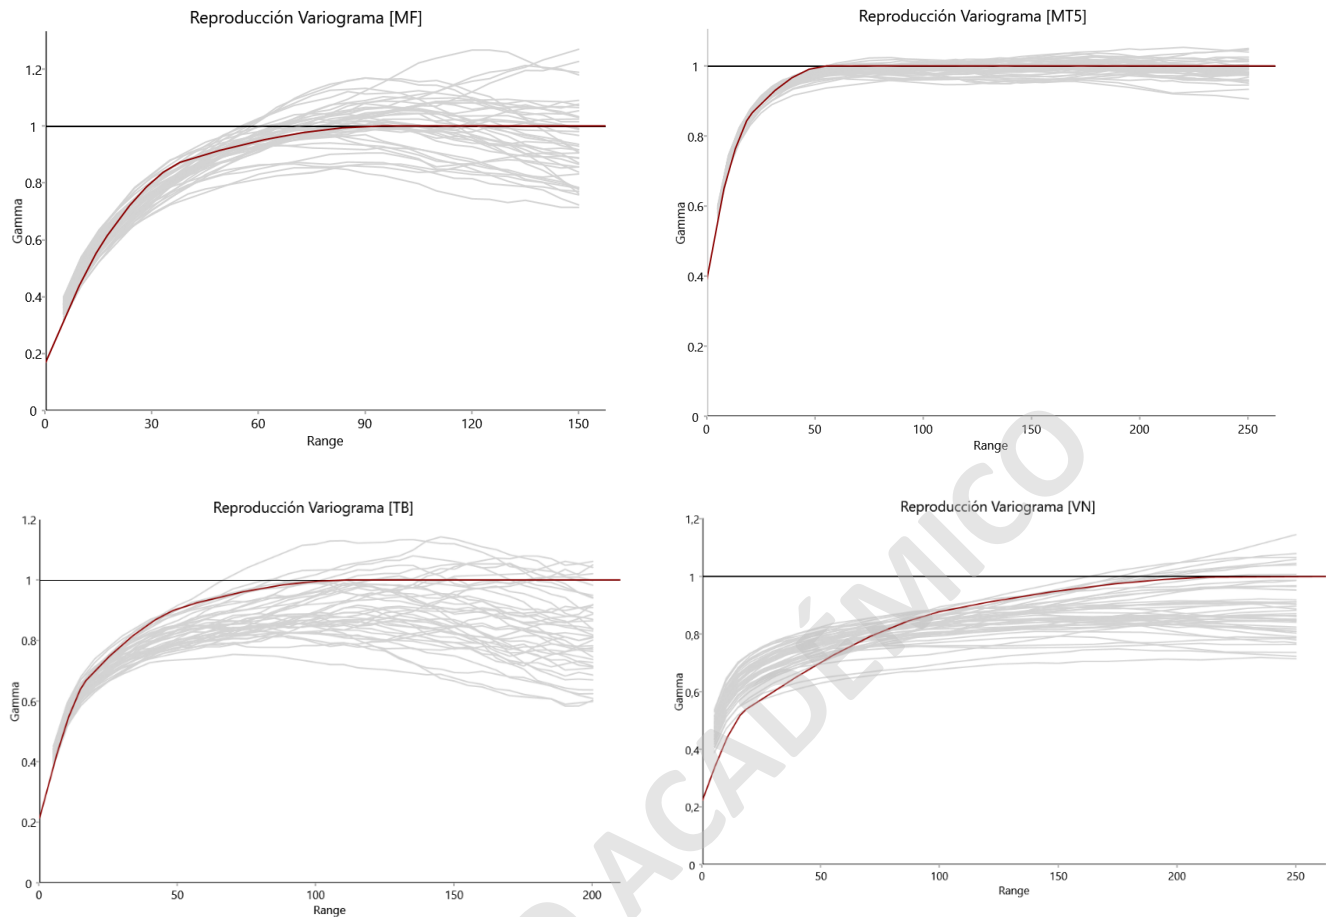 Reproducción Variograma [MF]
1.2
1
0.8
0.6
0.4
0.2
0
Gamma
0 30 60 90 120 150
Range
Reproducción Variograma [MT5]
1
0.8
0.6
0.4
0.2
0
Gamma
0 50 100 150 200 250
Range
Reproducción Variograma [TB]
1.2
1
0.8
0.6
0.4
0.2
0
Gamma
0 50 100 150 200
Range
Reproducción Variograma [VN]
1,2
1
0,8
0,6
0,4
0,2
0
Gamma
0 50 100 150 200 250
Range
ACADÉMICO